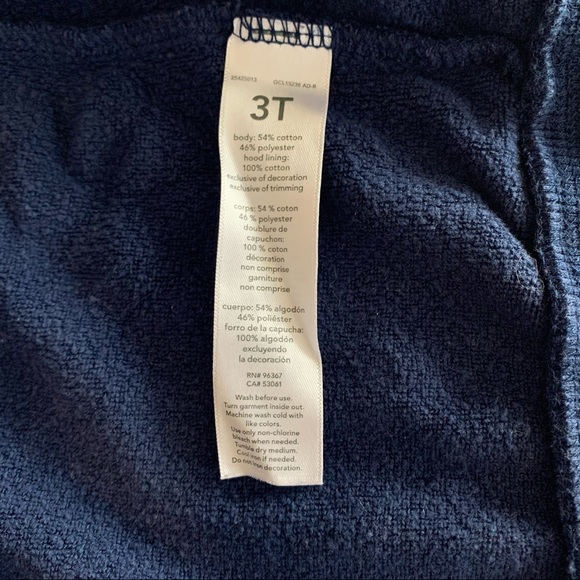 3T
body: 54% cotton
46% polyester
hood lining:
100% cotton
exclusive of decoration
exclusive of trimming
corps: 54 % coton
46 % polyester
doublure de
capuchon:
100 % coton
décoration
non comprise
garniture
non comprise
cuerpo: 54% algodón
46% poliéster
forro de la capucha:
100% algodón
excluyendo
la decoración
RN# 96367
CA# 53061
Wash before use.
Turn garment inside out.
Machine wash cold with
like colors.
Use only non-chlorine
bleach when needed.
Tumble dry medium.
Cool iron if needed.
Do not iron decoration.